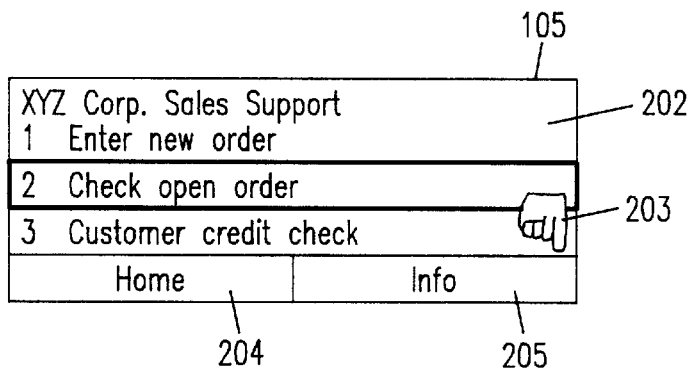 105
XYZ Corp. Sales Support
202
1 Enter new order
2 Check open order
203
3 Customer credit check
Home Info
204 205